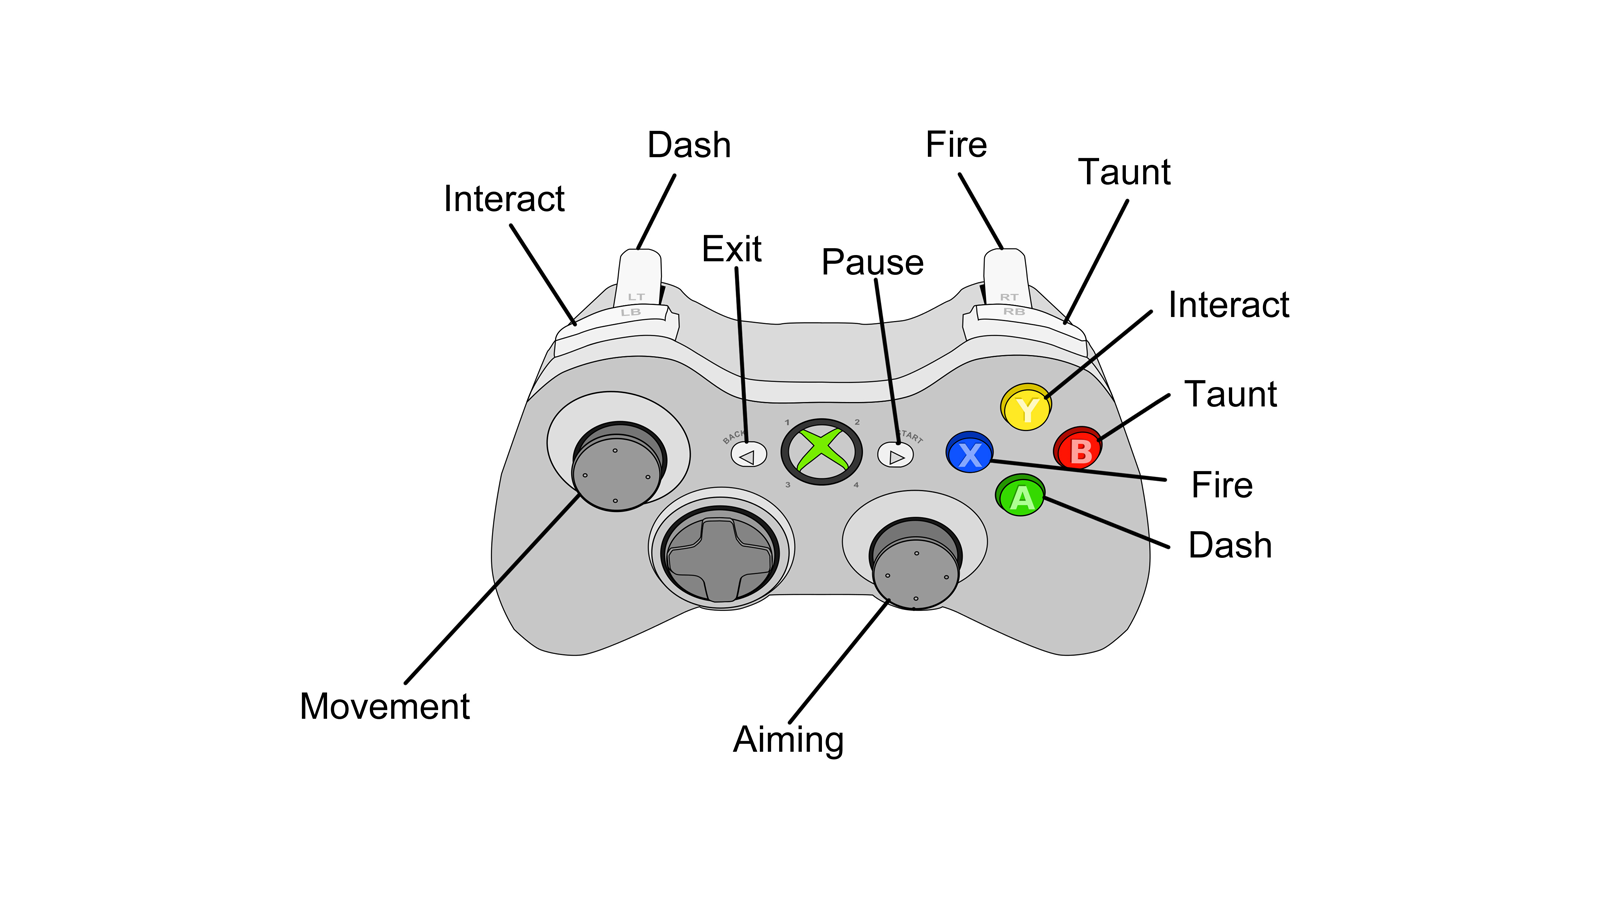 Dash
Fire
Taunt
Interact
Exit
Pause
LT
RT
LB
RB
Interact
Taunt
Y
1
2
BACK
START
X
B
3
4
Fire
A
Dash
Movement
Aiming